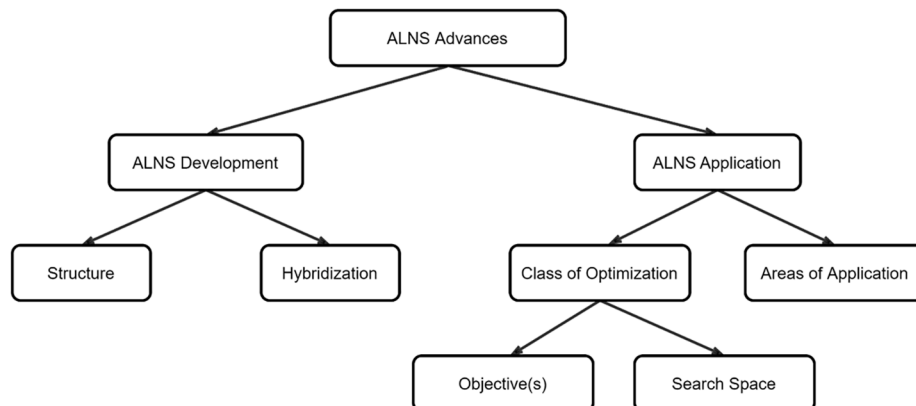 ALNS Advances
ALNS Development
ALNS Application
Structure
Hybridization
Class of Optimization
Areas of Application
Objective(s)
Search Space